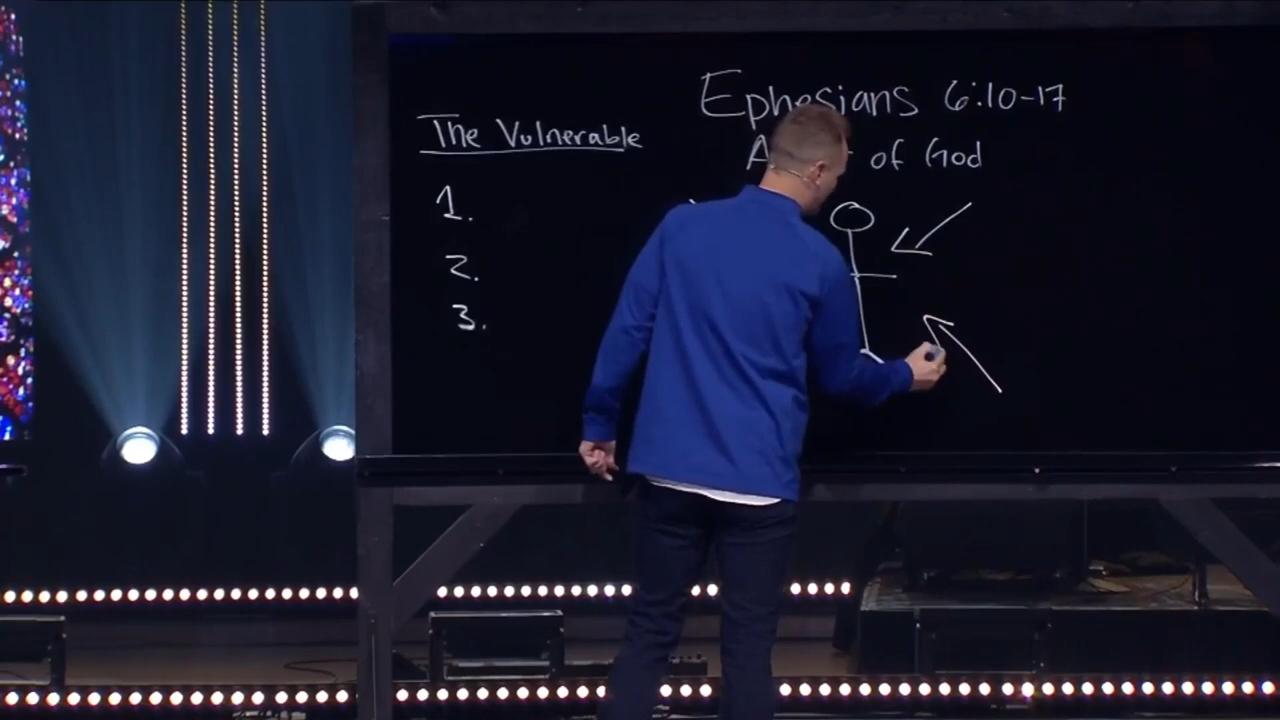 Ephesians 6:10-17
of God
The Vulnerable
1.
2.
3.